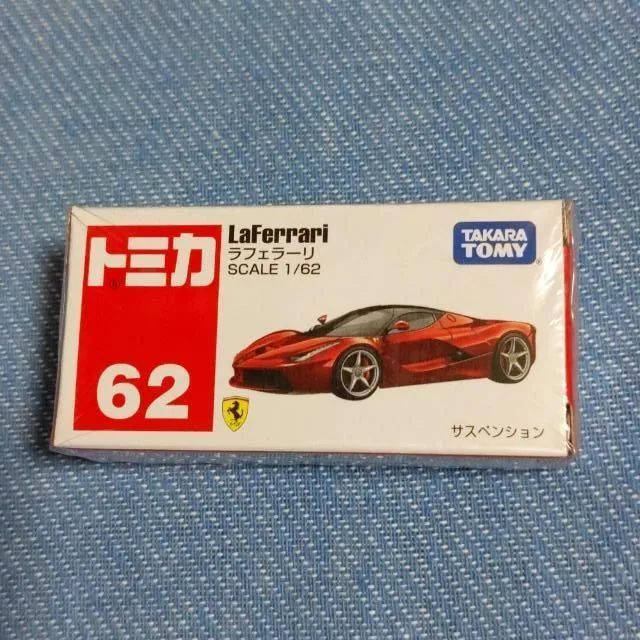 トミカ
62
LaFerrari
ラフェラーリ
SCALE 1/62
TAKARA
TOMY
サスペンション